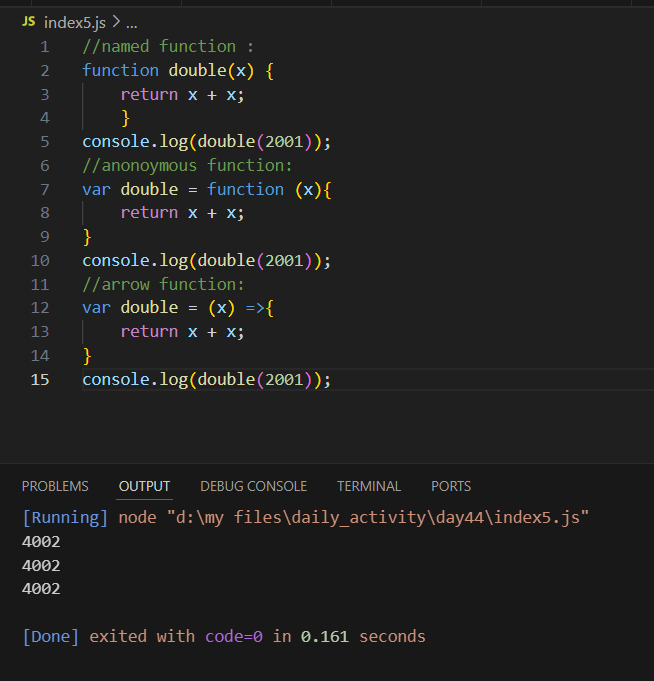 JS index5.js > ...
1 //named function :
2 function double(x) {
3 return x + x;
4 }
5 console.log(double(2001));
6 //anonoymous function:
7 var double = function (x){
8 return x + x;
9 }
10 console.log(double(2001));
11 //arrow function:
12 var double = (x) =>{
13 return x + x;
14 }
15 console.log(double(2001));
PROBLEMS OUTPUT DEBUG CONSOLE TERMINAL PORTS
[Running] node "d:\my files\daily_activity\day44\index5.js"
4002
4002
4002
[Done] exited with code=0 in 0.161 seconds